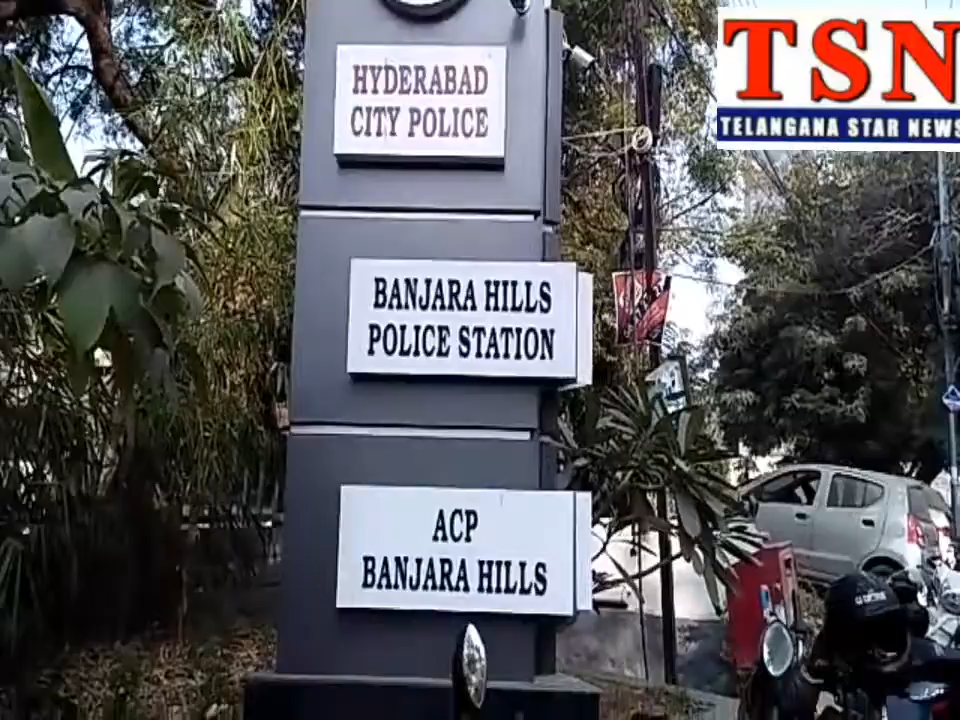 TSN
TELANGANA STAR NEWS
HYDERABAD
CITY POLICE
BANJARA HILLS
POLICE STATION
ACP
BANJARA HILLS